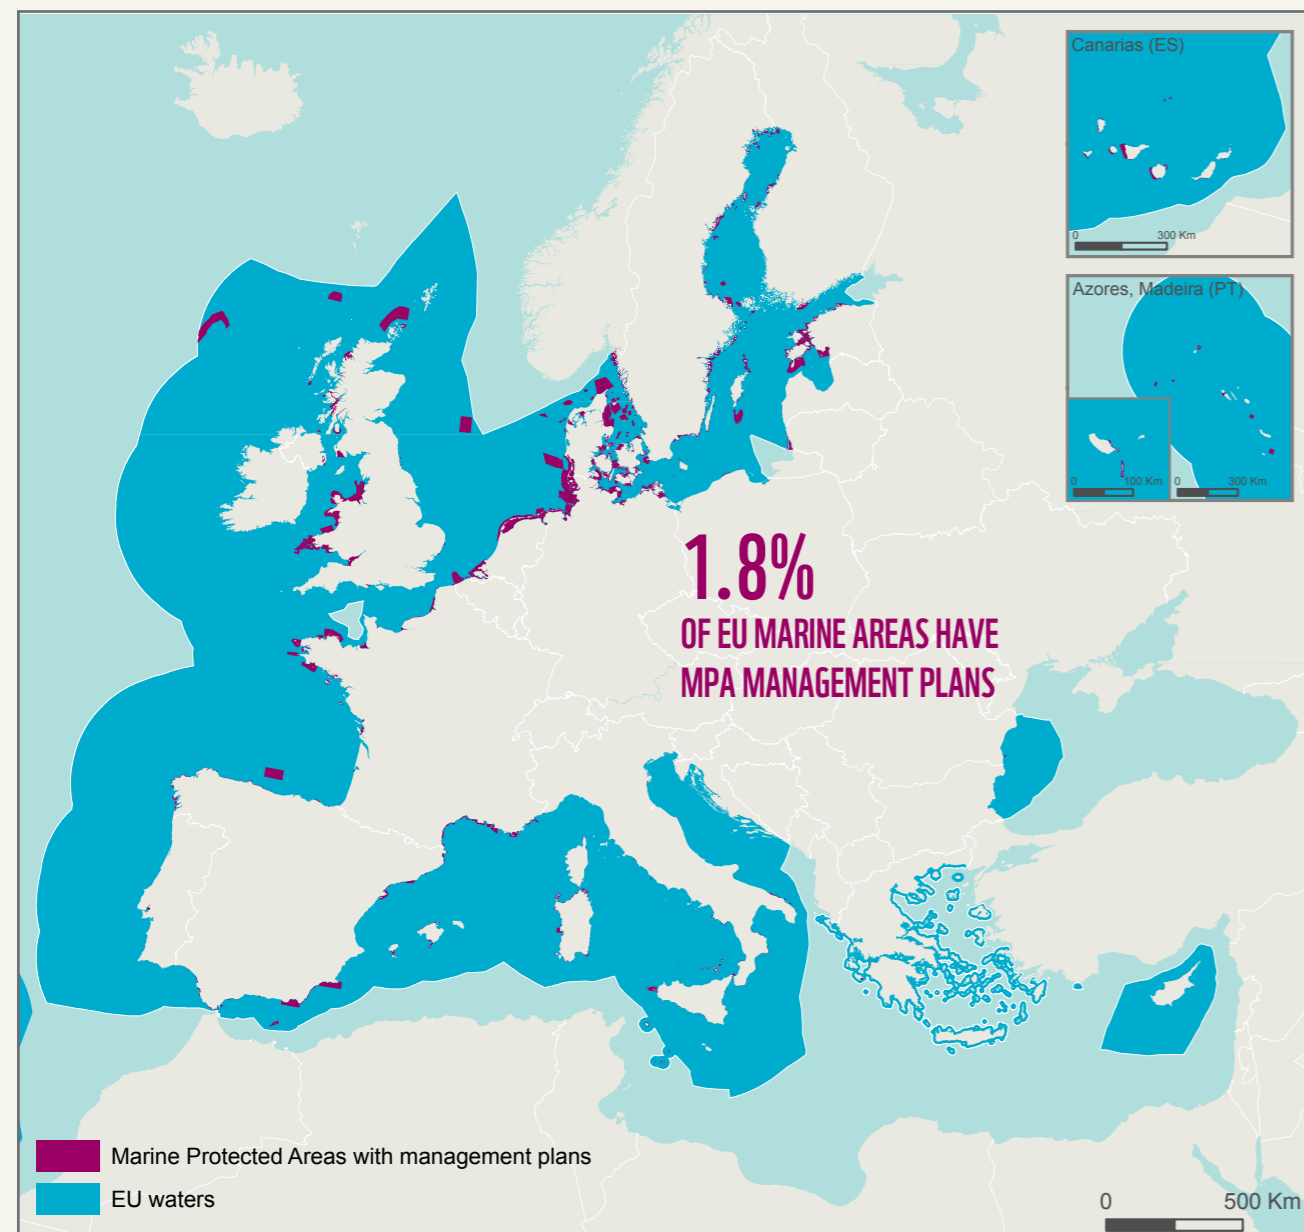 Canarias (ES)
0 300 Km
Azores, Madeira (PT)
0 100 Km
0 300 Km
1.8%
OF EU MARINE AREAS HAVE
MPA MANAGEMENT PLANS
Marine Protected Areas with management plans
EU waters
0 500 Km